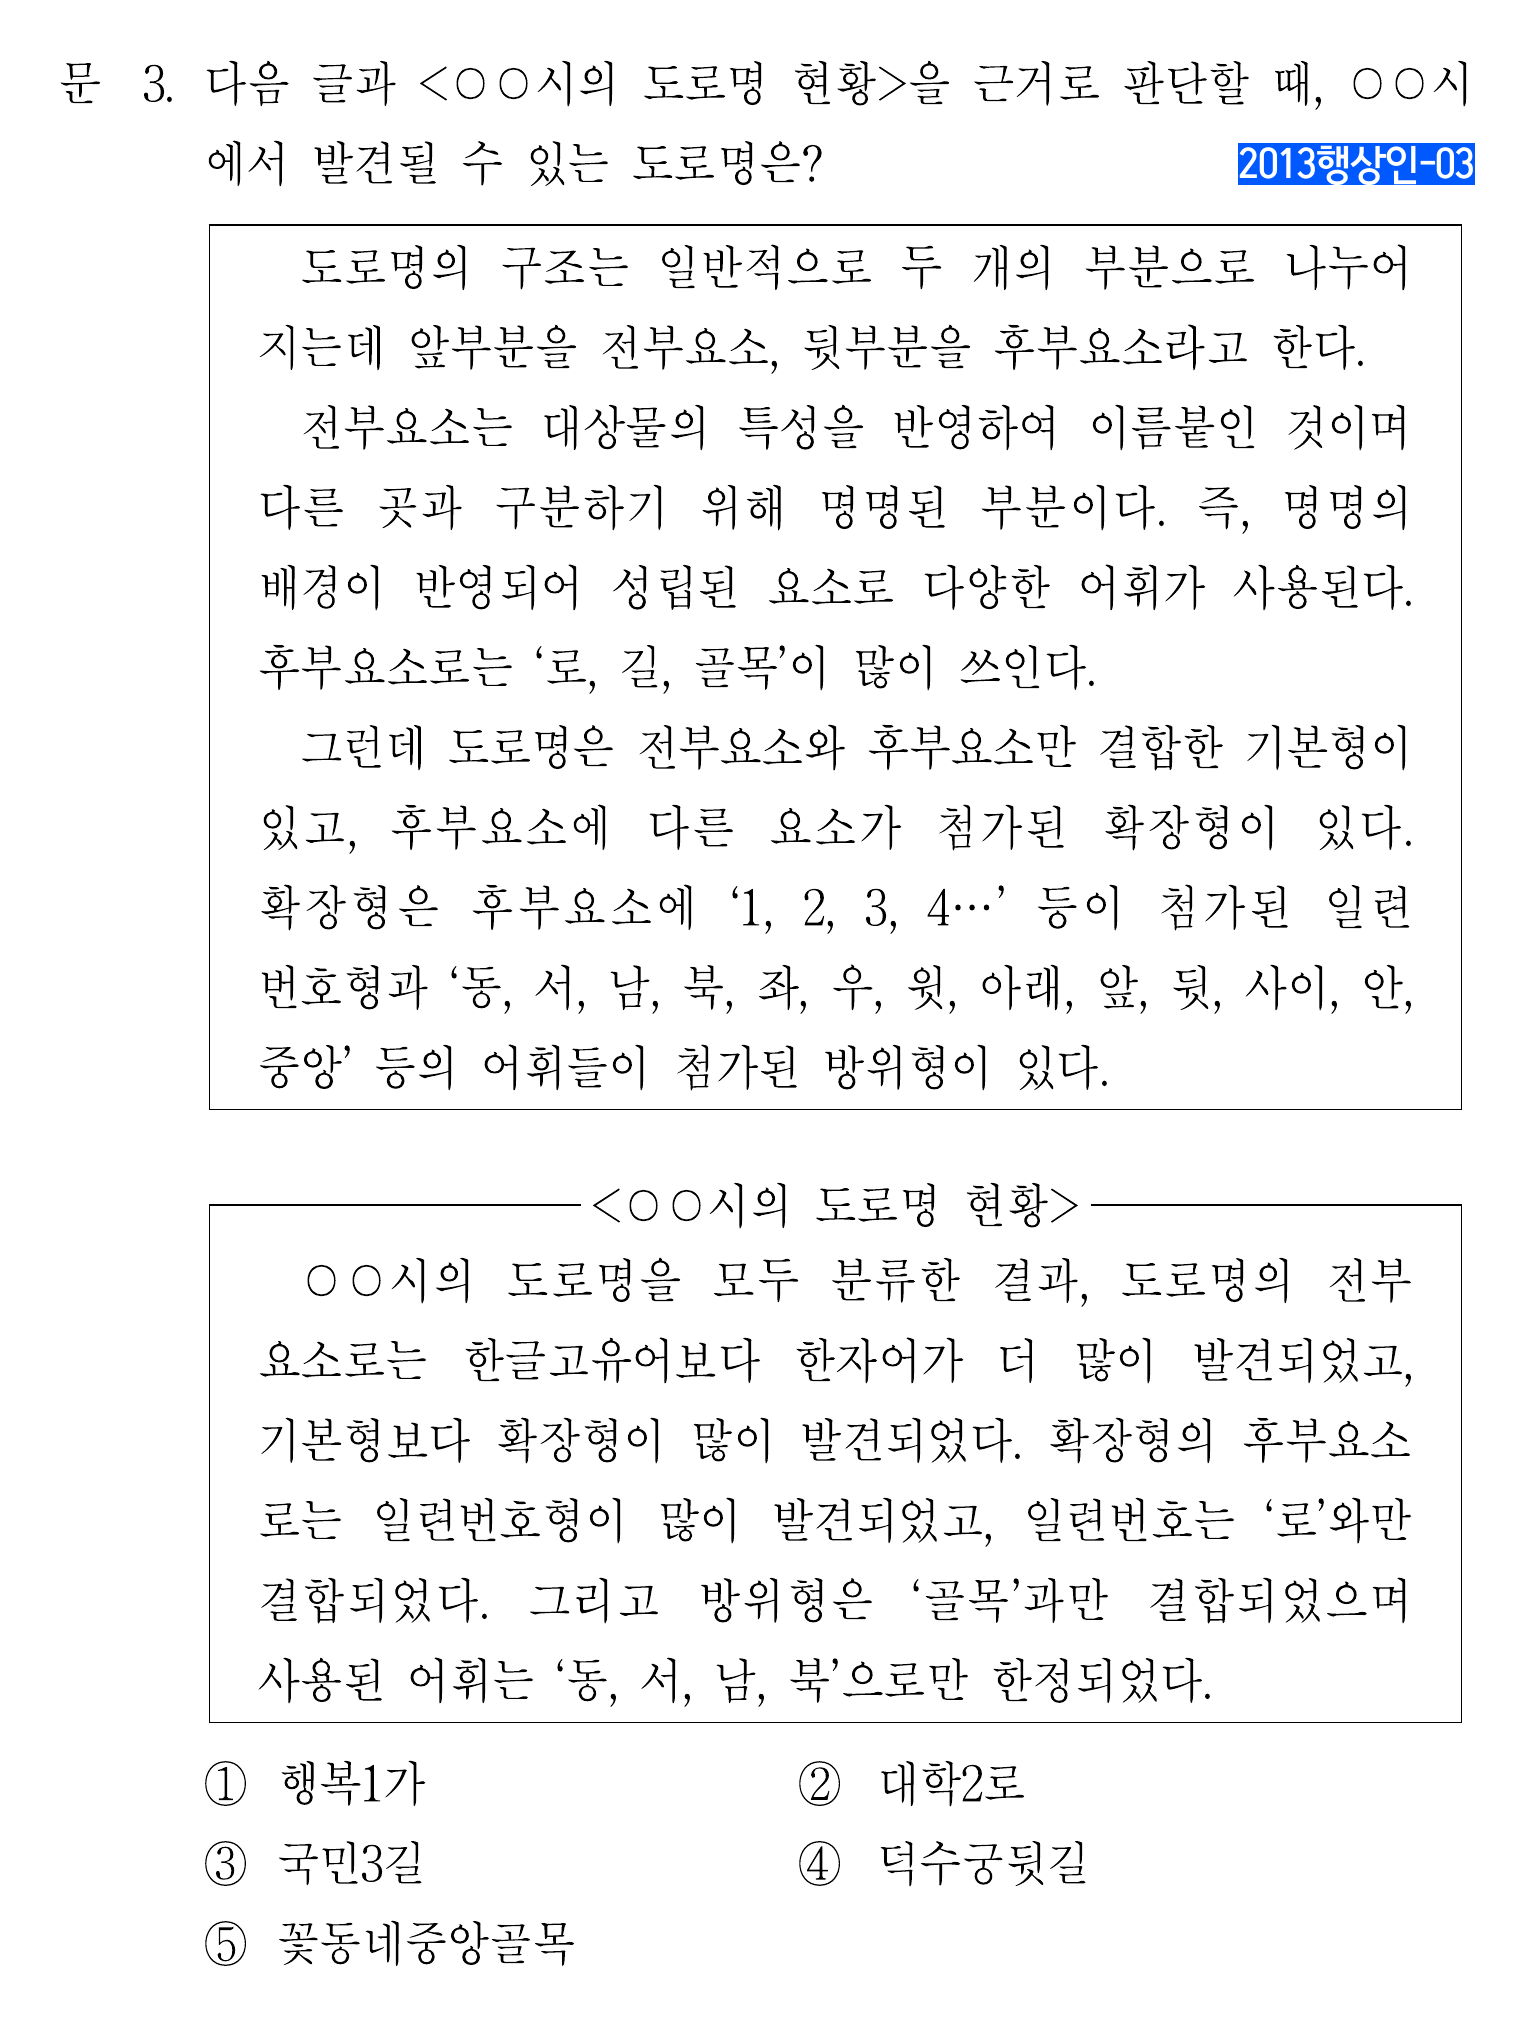 문 3. 다음 글과 <○○시의 도로명 현황>을 근거로 판단할 때, ○○시
에서 발견될 수 있는 도로명은?
2013행상인-03
도로명의 구조는 일반적으로 두 개의 부분으로 나누어
지는데 앞부분을 전부요소, 뒷부분을 후부요소라고 한다.
전부요소는 대상물의 특성을 반영하여 이름붙인 것이며
다른 곳과 구분하기 위해 명명된 부분이다. 즉, 명명의
배경이 반영되어 성립된 요소로 다양한 어휘가 사용된다.
후부요소로는 ‘로, 길, 골목’이 많이 쓰인다.
그런데 도로명은 전부요소와 후부요소만 결합한 기본형이
있고, 후부요소에 다른 요소가 첨가된 확장형이 있다.
확장형은 후부요소에 ‘1, 2, 3, 4…’ 등이 첨가된 일련
번호형과 ‘동, 서, 남, 북, 좌, 우, 윗, 아래, 앞, 뒷, 사이, 안,
중앙’ 등의 어휘들이 첨가된 방위형이 있다.
<○○시의 도로명 현황>
○○시의 도로명을 모두 분류한 결과, 도로명의 전부
요소로는 한글고유어보다 한자어가 더 많이 발견되었고,
기본형보다 확장형이 많이 발견되었다. 확장형의 후부요소
로는 일련번호형이 많이 발견되었고, 일련번호는 ‘로’와만
결합되었다. 그리고 방위형은 ‘골목’과만 결합되었으며
사용된 어휘는 ‘동, 서, 남, 북’으로만 한정되었다.
① 행복1가
② 대학2로
③ 국민3길
④ 덕수궁뒷길
⑤ 꽃동네중앙골목